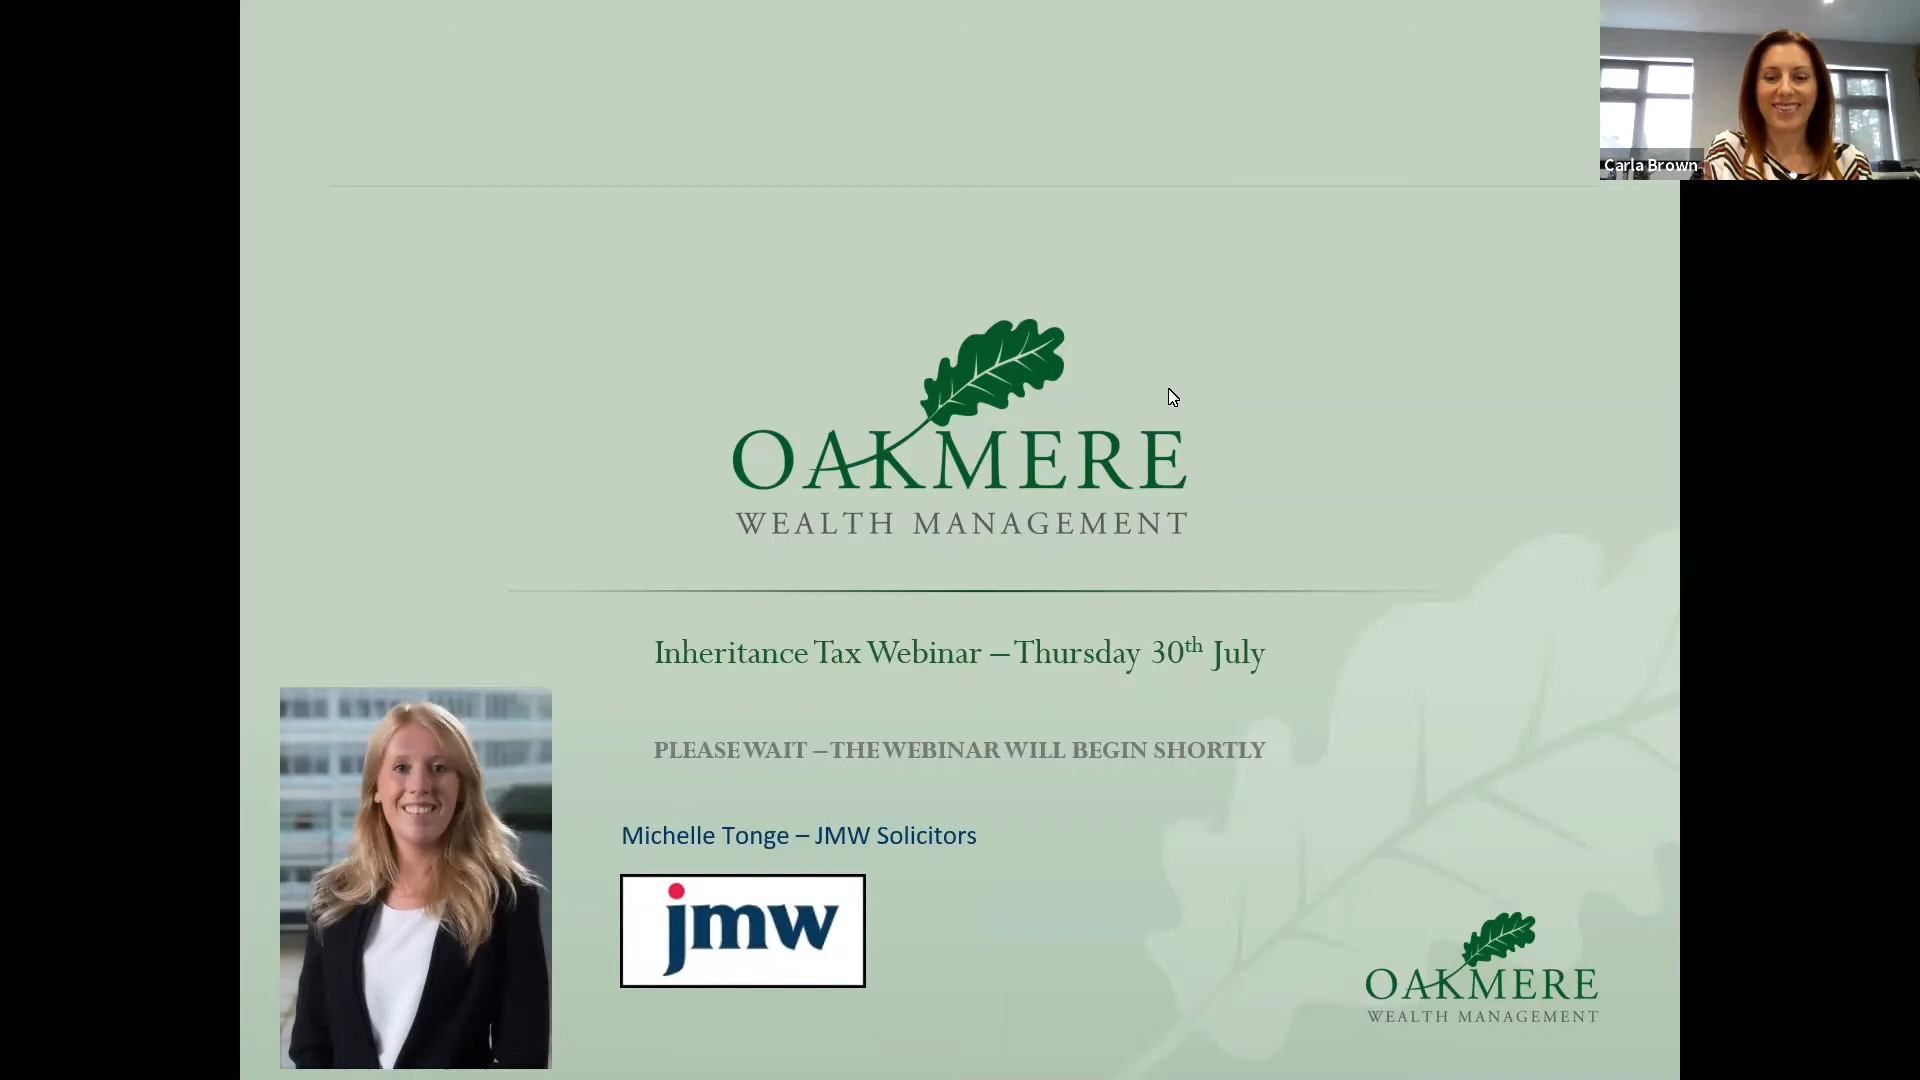 Carla Brown
OAKMERE
WEALTH MANAGEMENT
Inheritance Tax Webinar – Thursday 30th July
PLEASE WAIT – THE WEBINAR WILL BEGIN SHORTLY
Michelle Tonge – JMW Solicitors
jmw
OAKMERE
WEALTH MANAGEMENT